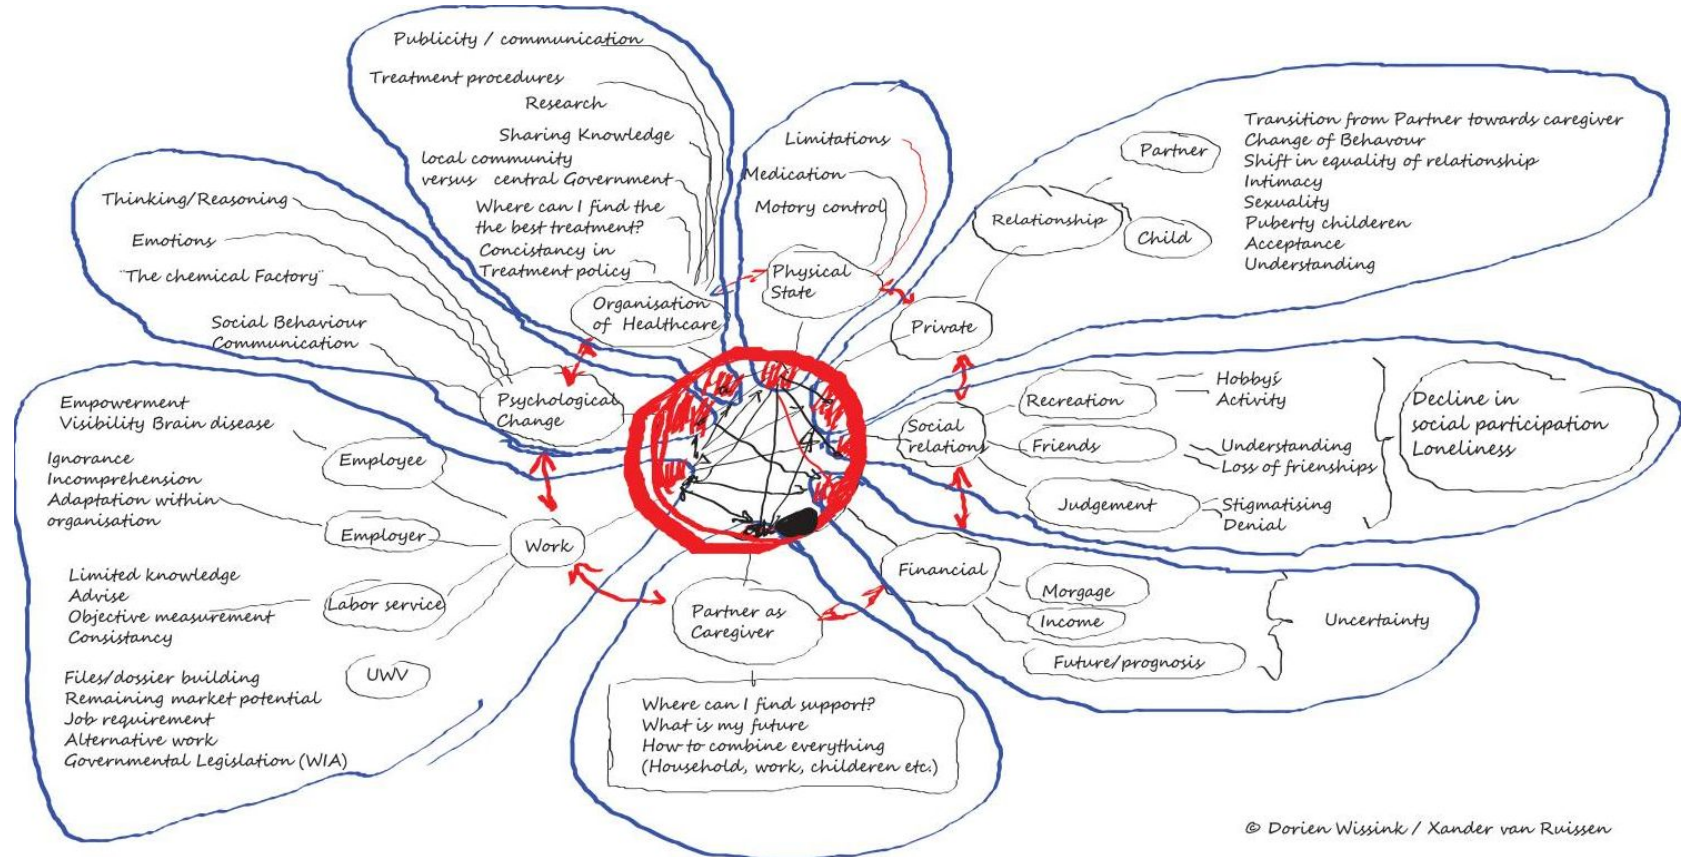 Publicity / communication
Treatment procedures
Research
Sharing Knowledge
local community
versus central Government
Where can I find the
the best treatment?
Concistancy in
Treatment policy
Organisation
of Healthcare
Limitations
Medication
Motory control
Physical
State
Transition from Partner towards caregiver
Change of Behavour
Shift in equality of relationship
Intimacy
Sexuality
Puberty childeren
Acceptance
Understanding
Partner
Relationship
Child
Private
Thinking/Reasoning
Emotions
"The chemical Factory"
Social Behaviour
Communication
Psychological
Change
Social
relations
Recreation
Hobby's
Activity
Friends
Understanding
Loss of frienships
Judgement
Stigmatising
Denial
Decline in
social participation
Loneliness
Empowerment
Visibility Brain disease
Employee
Ignorance
Incomprehension
Adaptation within
organisation
Employer
Work
Limited knowledge
Advise
Objective measurement
Consistancy
Labor service
UWV
Files/dossier building
Remaining market potential
Job requirement
Alternative work
Governmental Legislation (WIA)
Partner as
Caregiver
Where can I find support?
What is my future
How to combine everything
(Household, work, childeren etc.)
Financial
Morgage
Income
Future/prognosis
Uncertainty
© Dorien Wissink / Xander van Ruissen